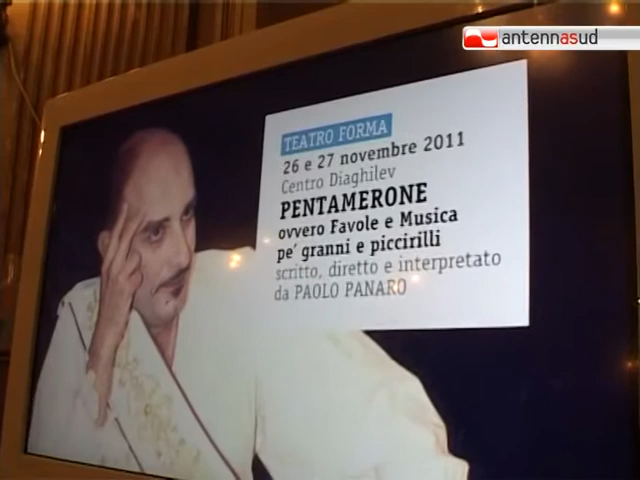 antennasud
TEATRO FORMA
26 e 27 novembre 2011
Centro Diaghilev
PENTAMERONE
ovvero Favole e Musica
pe' granni e piccirilli
scritto, diretto e interpretato
da PAOLO PANARO